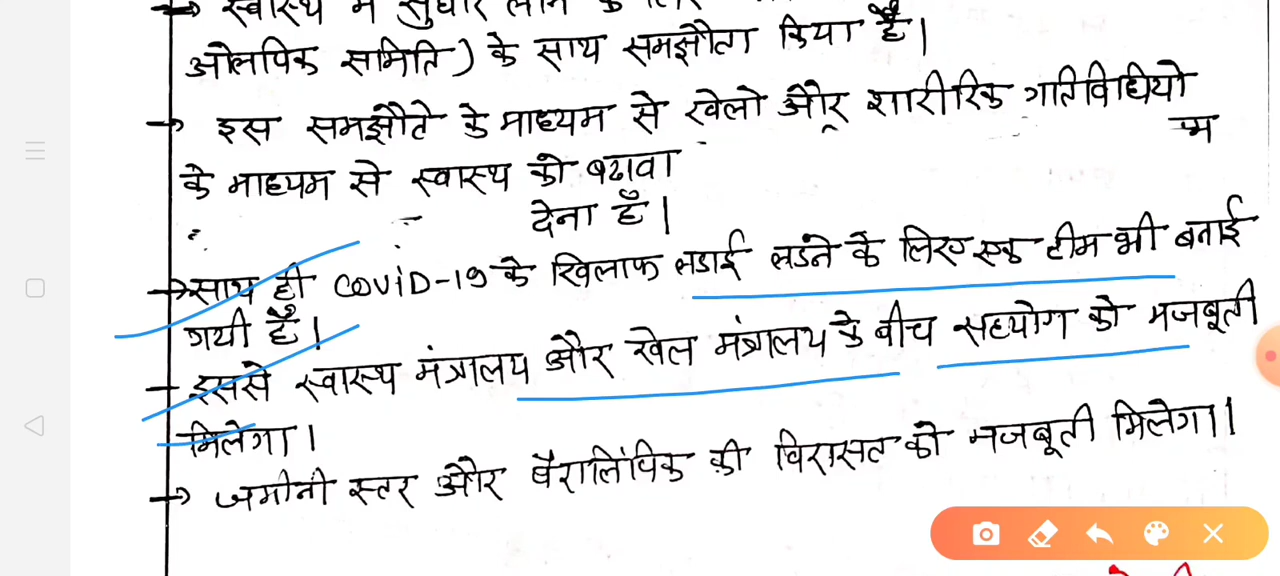 → स्वास्थ्य में सुधार लाने के लिए
ओलंपिक समिति) के साथ समझौता किया है।
→ इस समझौते के माध्यम से खेलो और शारीरिक गतिविधियो
के माध्यम से स्वास्थ को बढावा
देना हैं।
→ साथ ही COViD-19 के खिलाफ लडाई लडने के लिए एक टीम भी बनाई
गयी हैं।
- इससे स्वास्थ मंत्रालय और खेल मंत्रालय के बीच सहयोग को मजबूती
मिलेगा।
→ जमीनी स्तर और पैरालिंपिक की विरासत को मजबूती मिलेगा।।